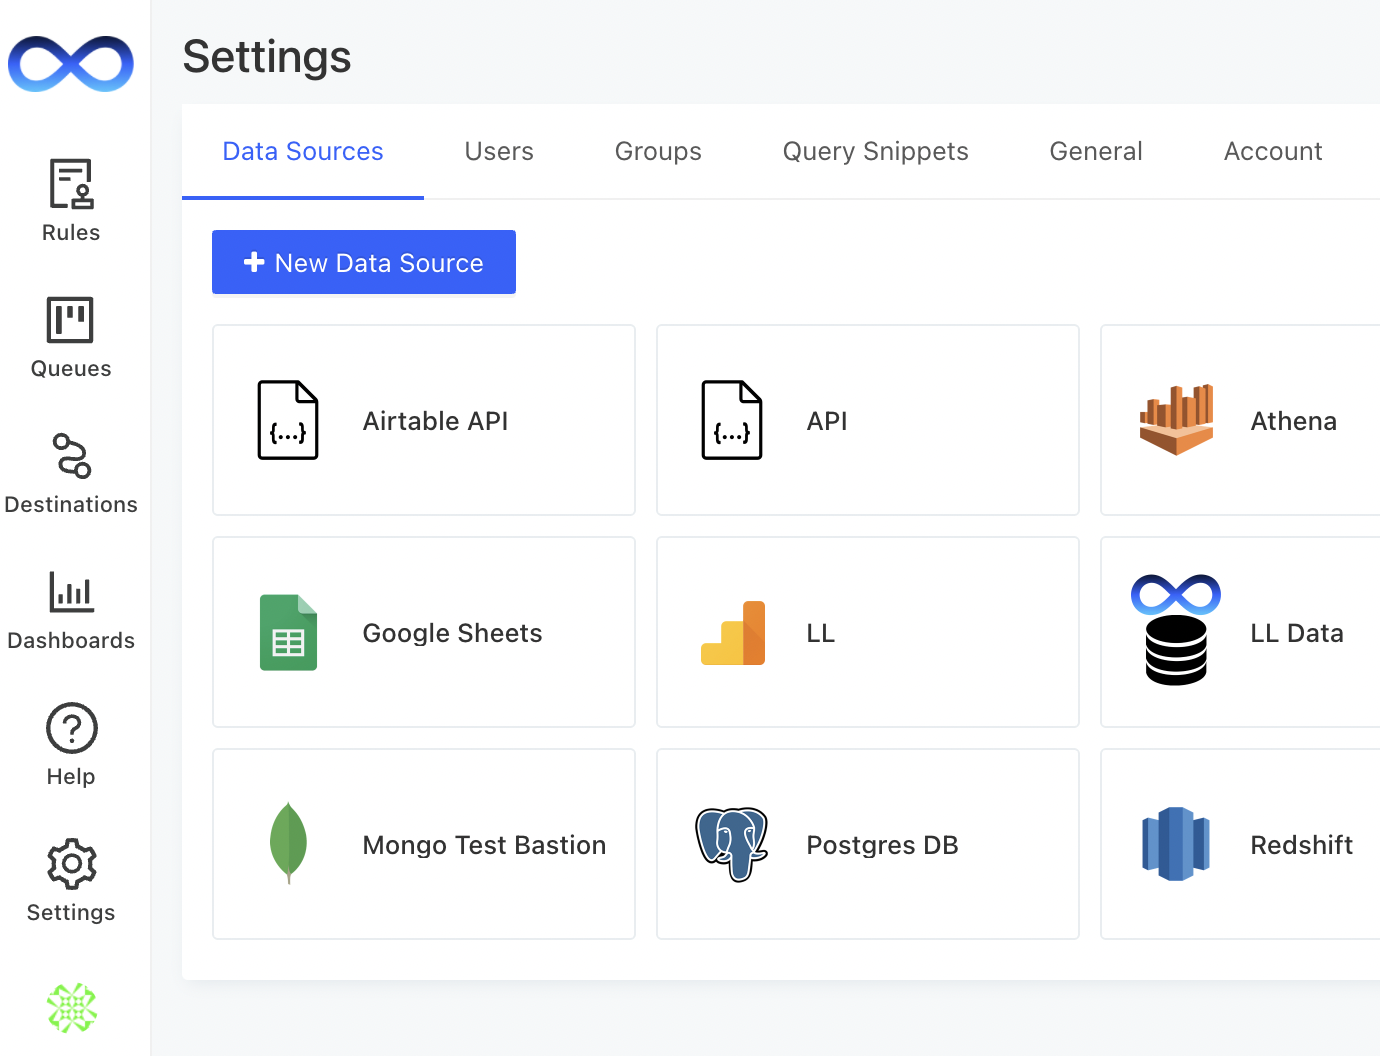 Settings
Rules
Queues
Destinations
Dashboards
Help
Settings
Data Sources Users Groups Query Snippets General Account
New Data Source
{...} Airtable API
{...} API
Athena
Google Sheets
LL
LL Data
Mongo Test Bastion
Postgres DB
Redshift